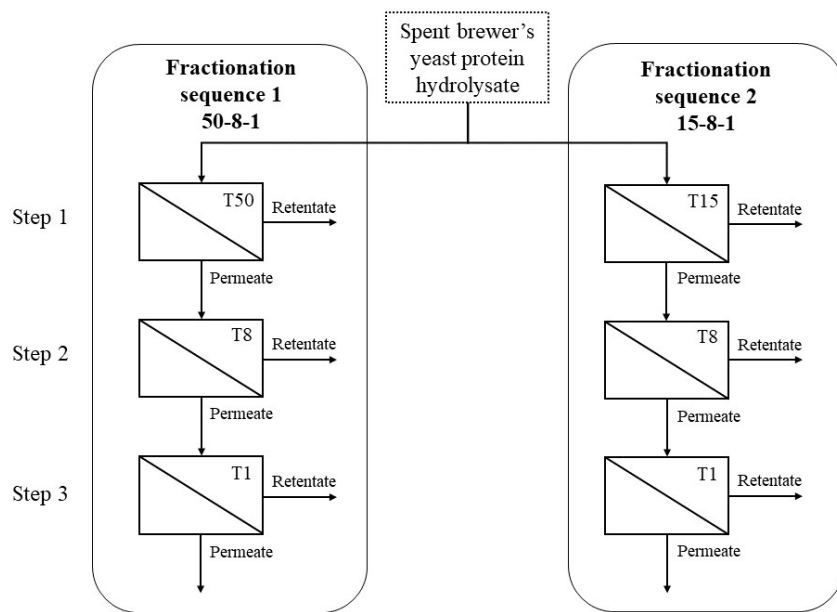 Spent brewer's
yeast protein
hydrolysate
Fractionation
sequence 1
50-8-1
Fractionation
sequence 2
15-8-1
Step 1
T50
Retentate
Permeate
T15
Retentate
Permeate
Step 2
T8
Retentate
Permeate
T8
Retentate
Permeate
Step 3
T1
Retentate
Permeate
T1
Retentate
Permeate